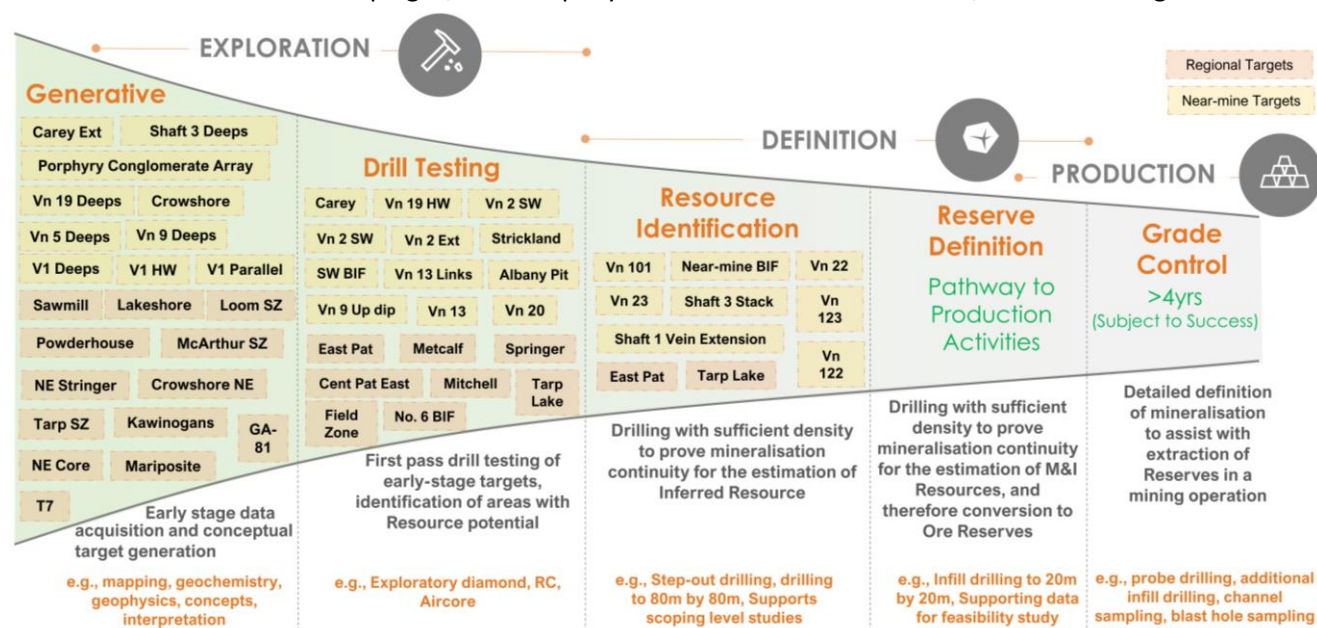 EXPLORATION
Regional Targets
Near-mine Targets
DEFINITION
PRODUCTION
Generative
Carey Ext
Shaft 3 Deeps
Porphyry Conglomerate Array
Vn 19 Deeps
Crowshore
Vn 5 Deeps
Vn 9 Deeps
V1 Deeps
V1 HW
V1 Parallel
Sawmill
Lakeshore
Loom SZ
Powderhouse
McArthur SZ
NE Stringer
Crowshore NE
Tarp SZ
Kawinogans
GA-
81
NE Core
Mariposite
T7
Early stage data
acquisition and conceptual
target generation
e.g., mapping, geochemistry,
geophysics, concepts,
interpretation
Drill Testing
Carey
Vn 19 HW
Vn 2 SW
Vn 2 SW
Vn 2 Ext
Strickland
SW BIF
Vn 13 Links
Albany Pit
Vn 9 Up dip
Vn 13
Vn 20
East Pat
Metcalf
Springer
Cent Pat East
Mitchell
Tarp
Lake
Field
Zone
No. 6 BIF
First pass drill testing of
early-stage targets,
identification of areas with
Resource potential
e.g., Exploratory diamond, RC,
Aircore
Resource
Identification
Vn 101
Near-mine BIF
Vn 22
Vn 23
Shaft 3 Stack
Vn
123
Shaft 1 Vein Extension
Vn
122
East Pat
Tarp Lake
Drilling with sufficient density
to prove mineralisation
continuity for the estimation of
Inferred Resource
e.g., Step-out drilling, drilling
to 80m by 80m, Supports
scoping level studies
Reserve
Definition
Pathway to
Production
Activities
Drilling with sufficient
density to prove
mineralisation continuity
for the estimation of M&I
Resources, and
therefore conversion to
Ore Reserves
e.g., Infill drilling to 20m
by 20m, Supporting data
for feasibility study
Grade
Control
>4yrs
(Subject to Success)
Detailed definition
of mineralisation
to assist with
extraction of
Reserves in a
mining operation
e.g., probe drilling, additional
infill drilling, channel
sampling, blast hole sampling